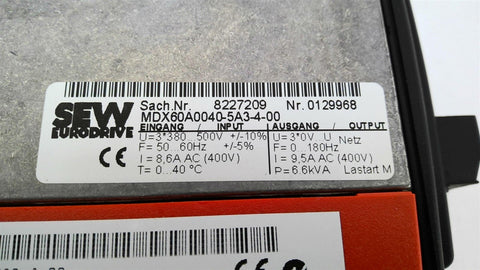 SEW
EURODRIVE
Sach.Nr. 8227209 Nr. 0129968
MDX60A0040-5A3-4-00
EINGANG / INPUT AUSGANG / OUTPUT
U=3*380...500V +/-10% U=3*0V...U Netz
F= 50...60Hz +/-5% F= 0...180Hz
I = 8,6A AC (400V) I = 9,5A AC (400V)
T= 0...40 °C P= 6.6kVA Lastart M
CE